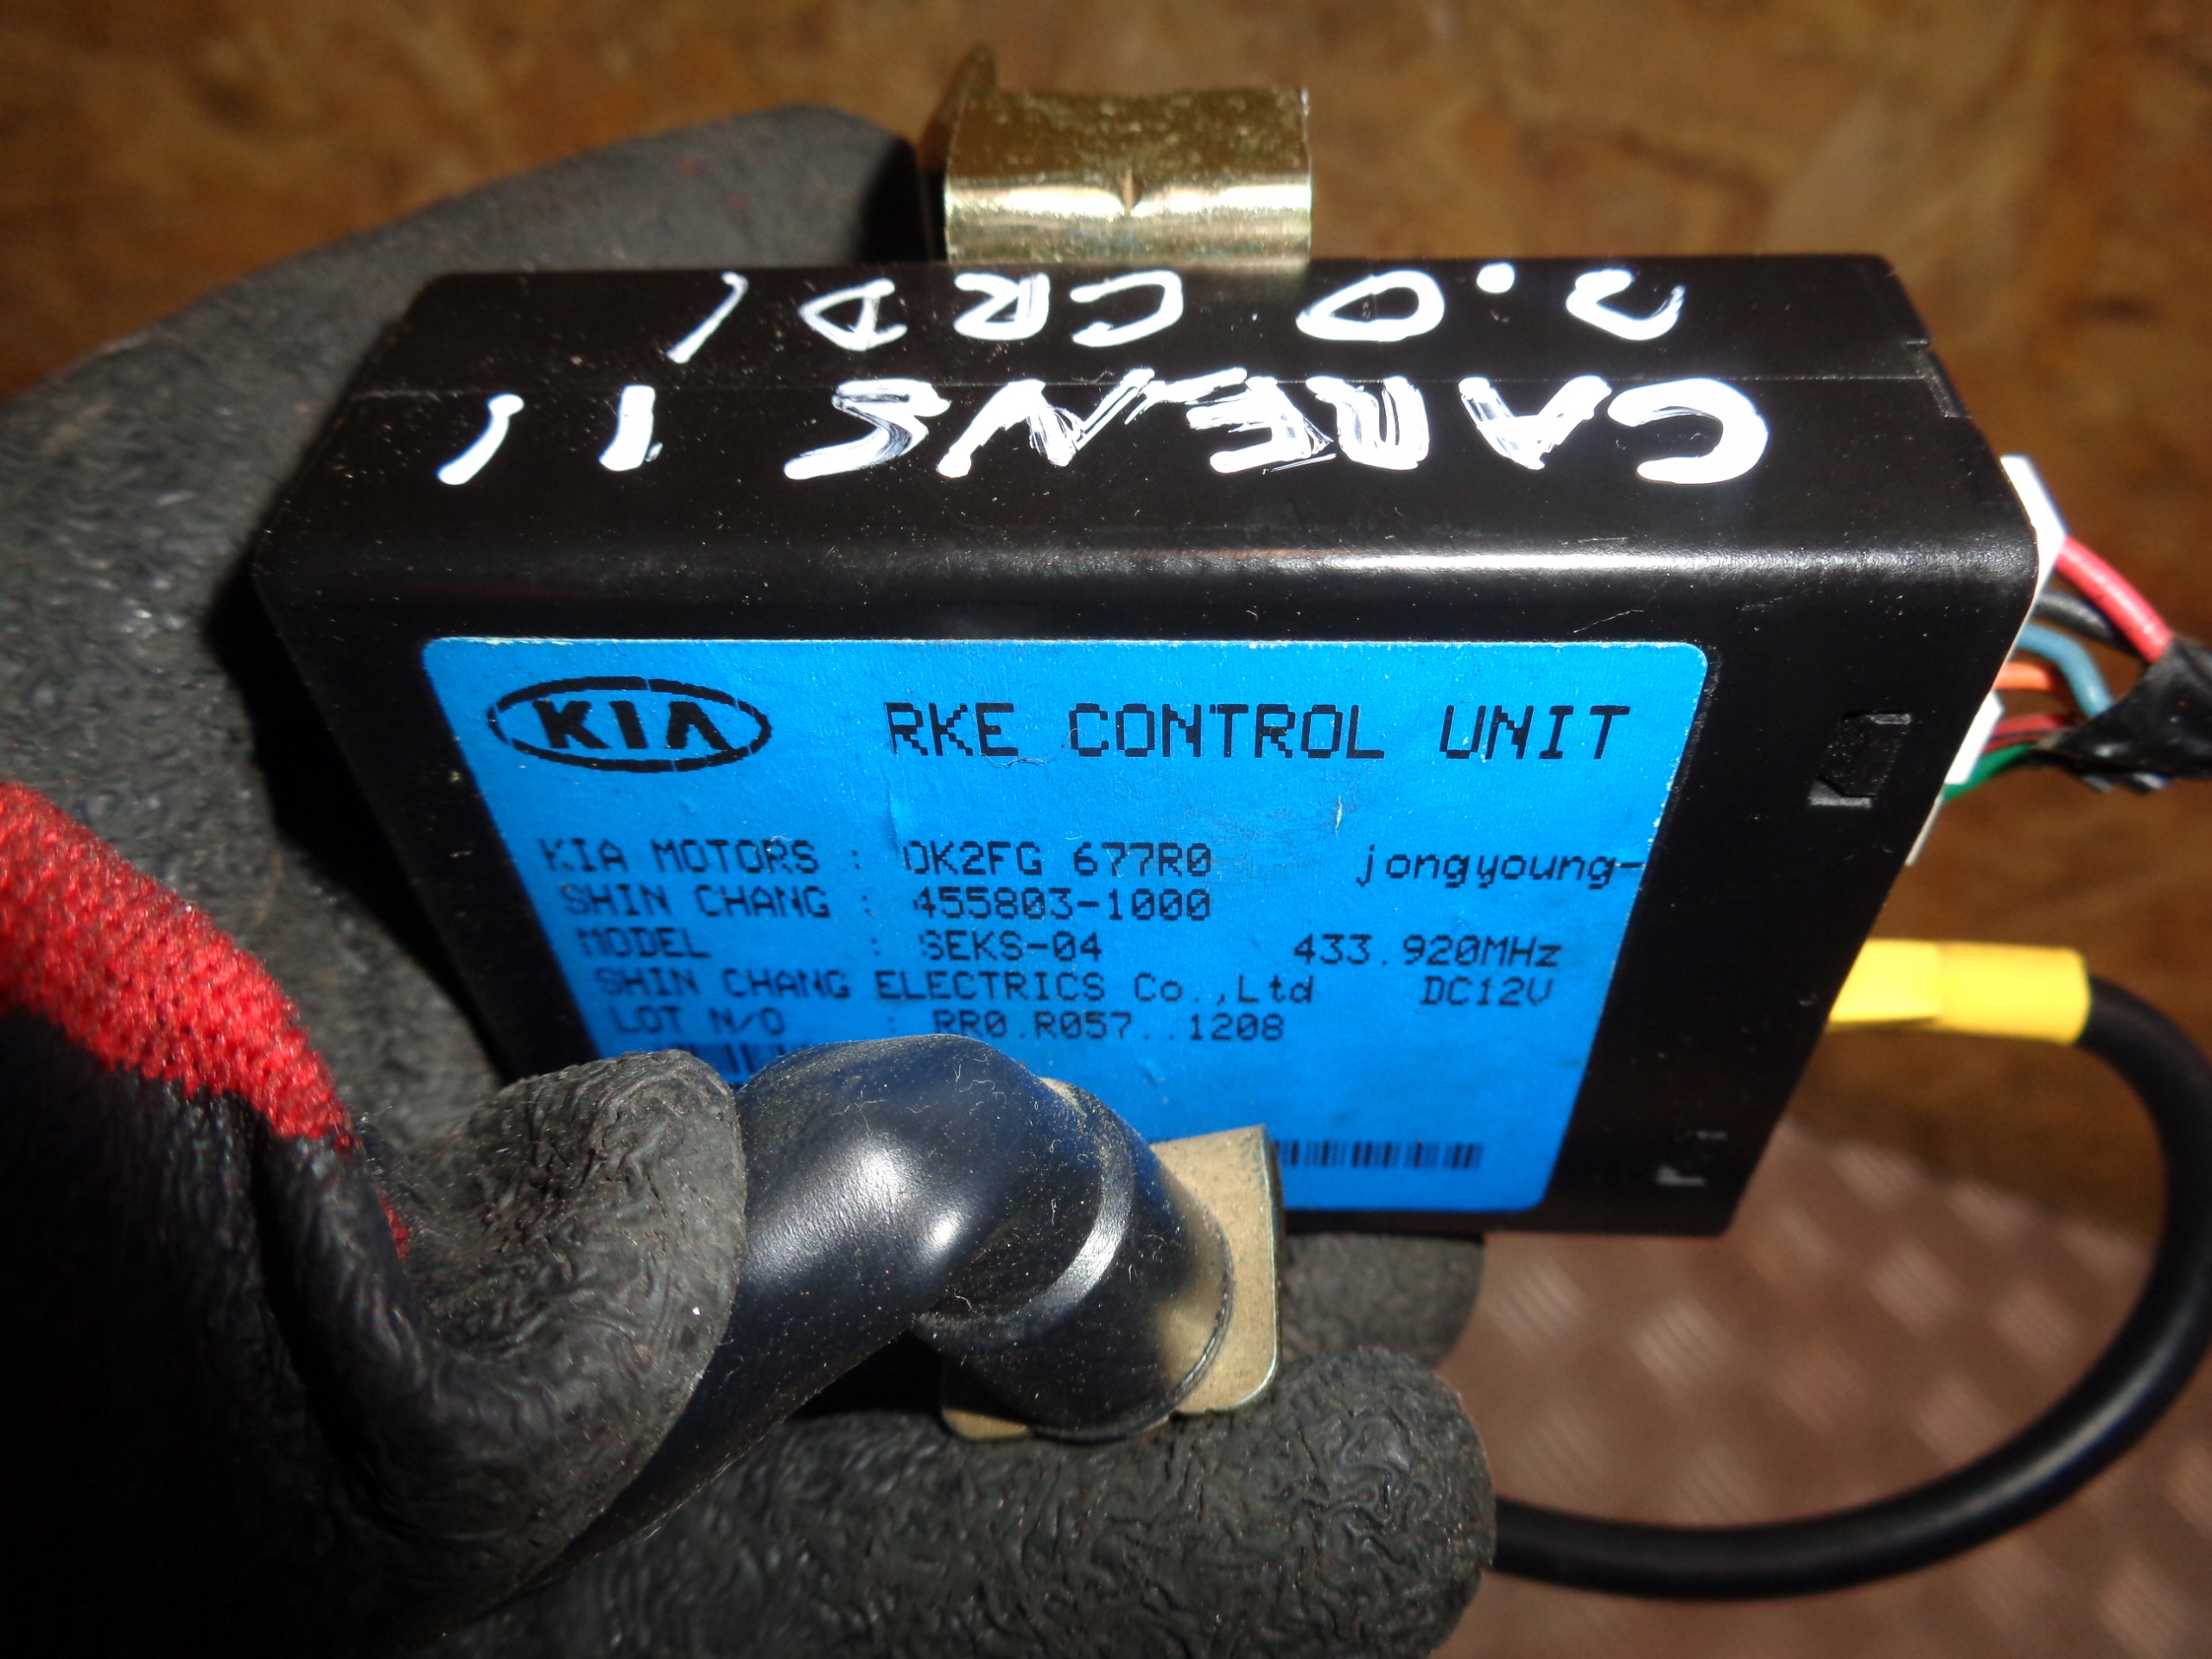 CARENS II
2.0 CRDI
KIA RKE CONTROL UNIT
KIA MOTORS : OK2FG 677R0 jongyoung-
SHIN CHANG : 455803-1000
MODEL : SEKS-04 433.920MHz
SHIN CHANG ELECTRICS Co.,Ltd DC12V
LOT N/O : RR0.R057..1208